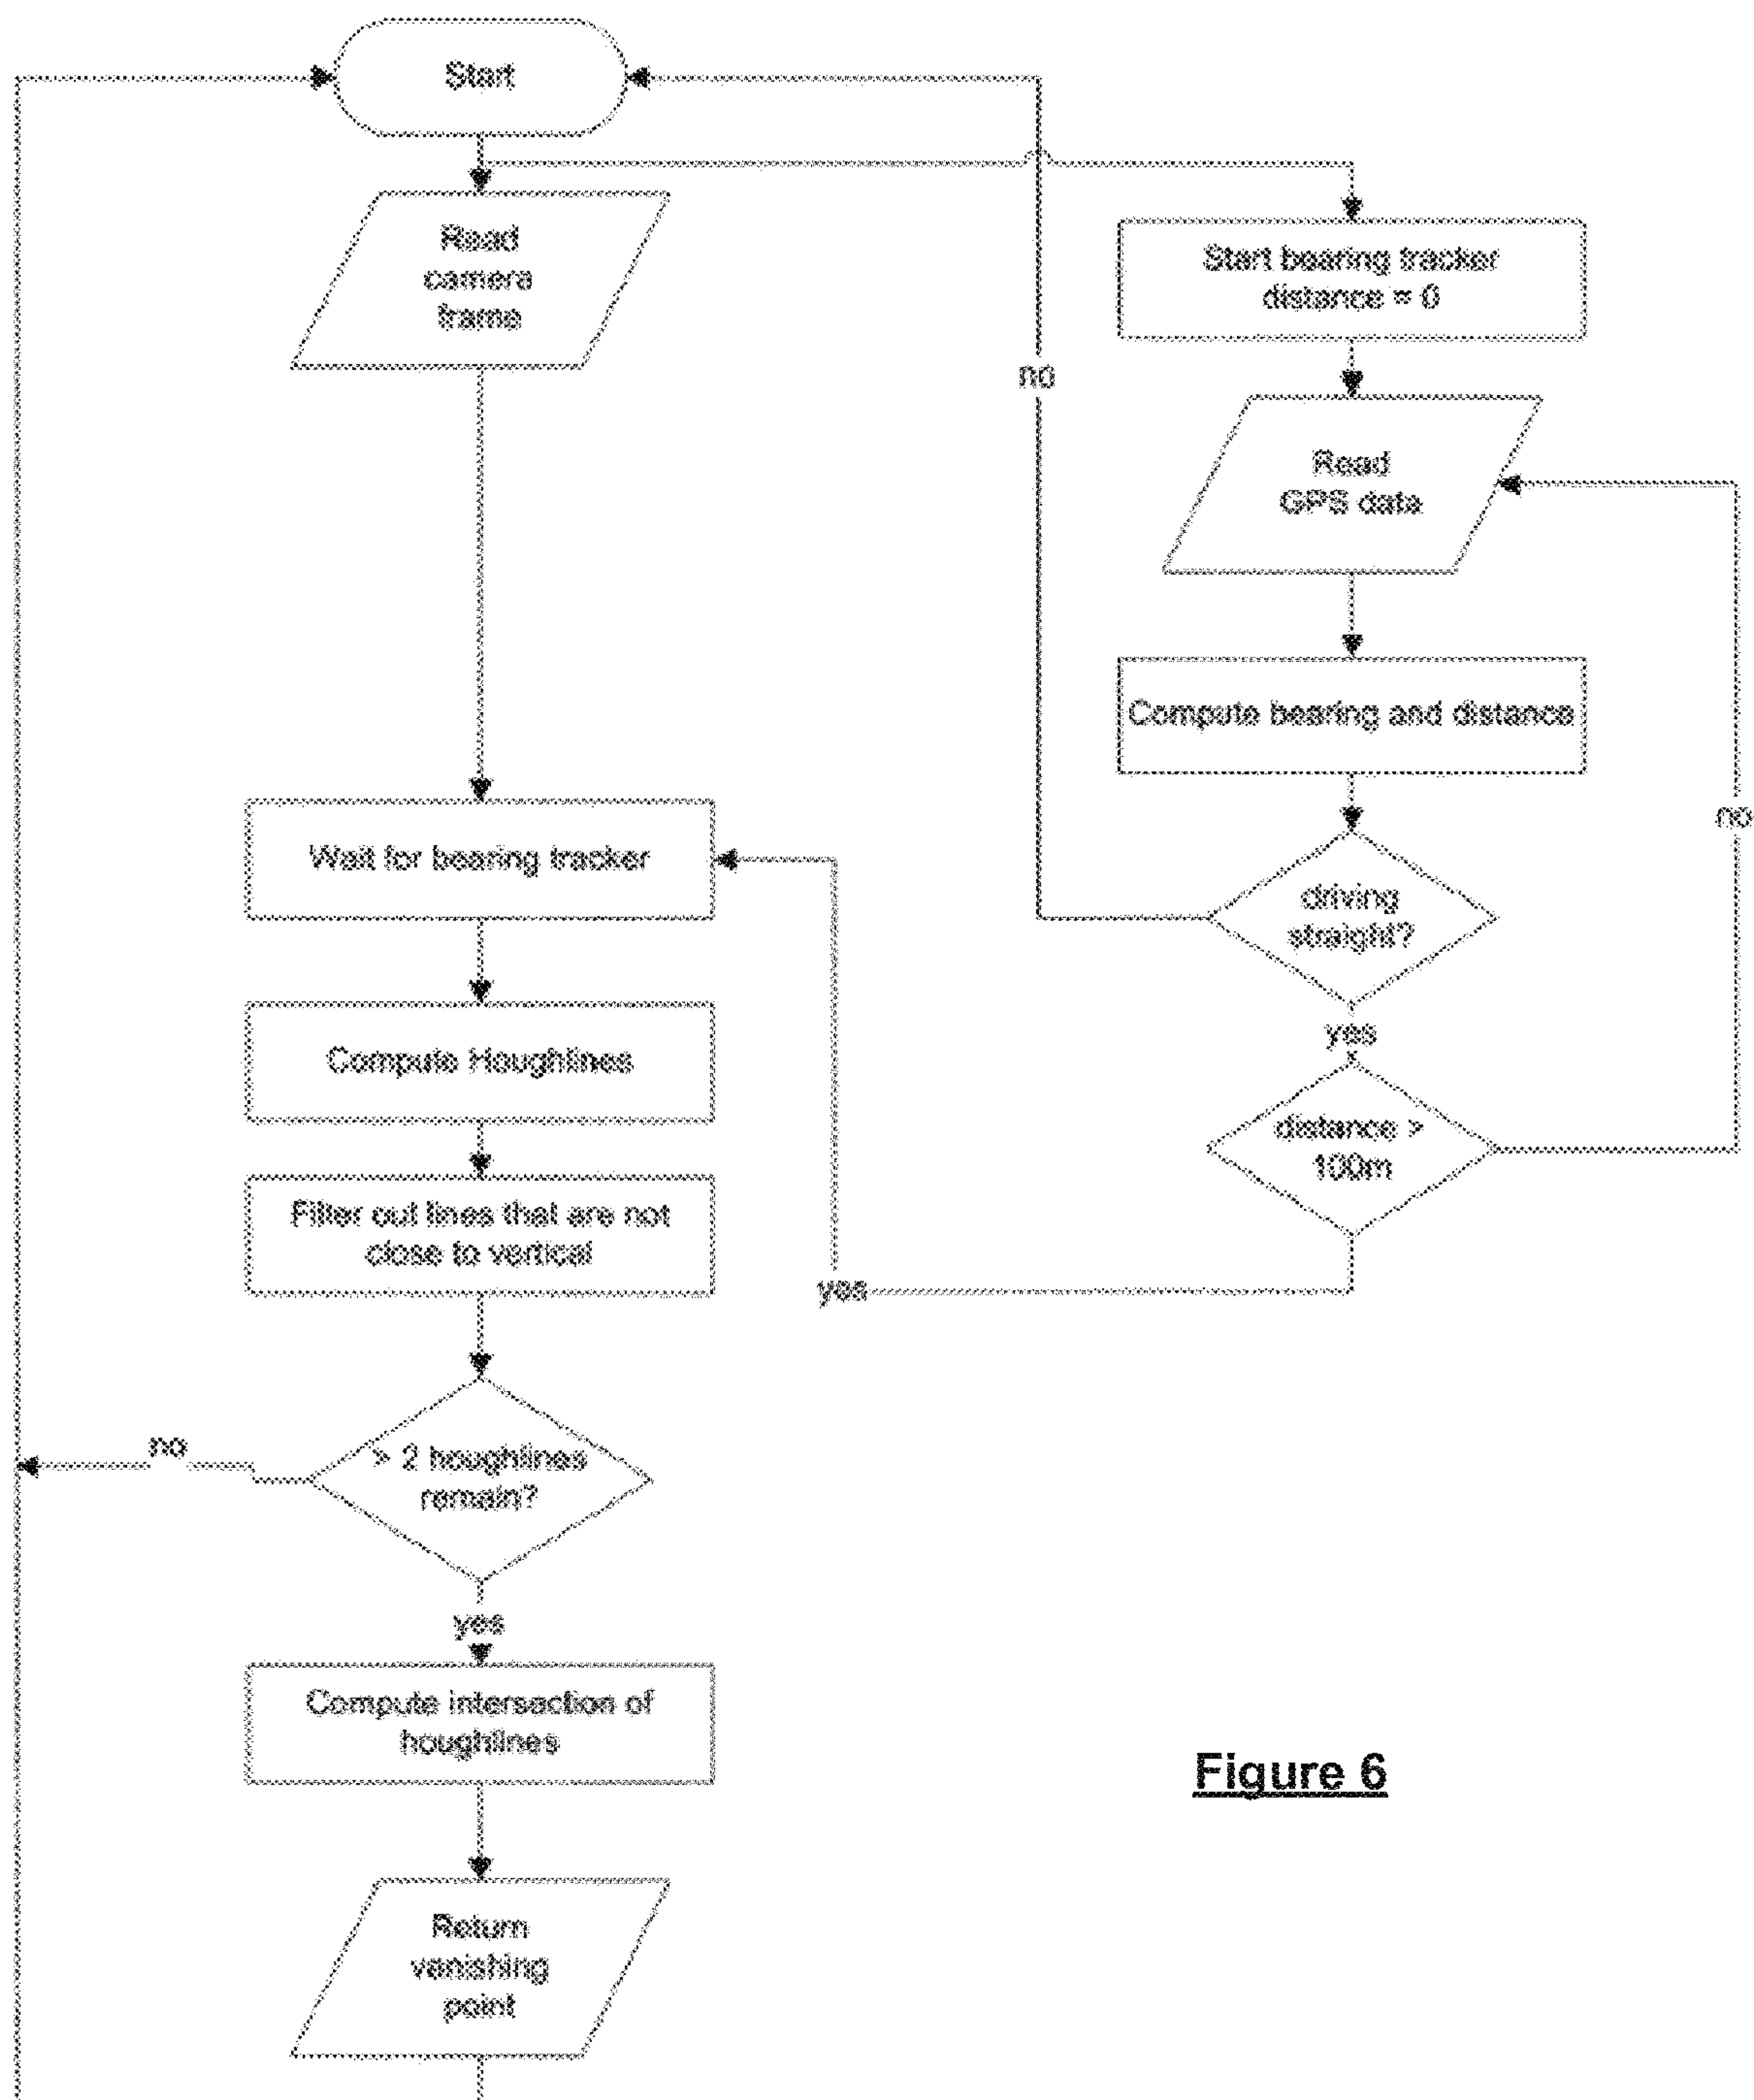 Start
Read
camera
frame
Start bearing tracker
distance = 0
no
Read
GPS data
Compute bearing and distance
no
Wait for bearing tracker
driving
straight?
yes
Compute Houghlines
distance >
100m
Filter out lines that are not
close to vertical
yes
no
> 2 houghlines
remain?
yes
Compute intersection of
houghlines
Figure 6
Return
vanishing
point